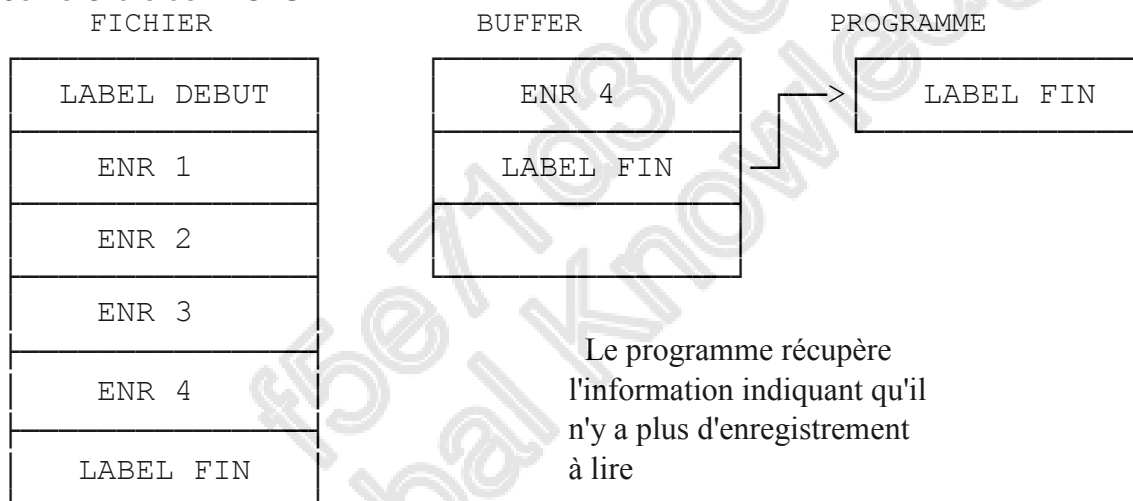 FICHIER BUFFER PROGRAMME
LABEL DEBUT ENR 4 > LABEL FIN
ENR 1 LABEL FIN
ENR 2
ENR 3
Le programme récupère
ENR 4 l'information indiquant qu'il
n'y a plus d'enregistrement
LABEL FIN à lire